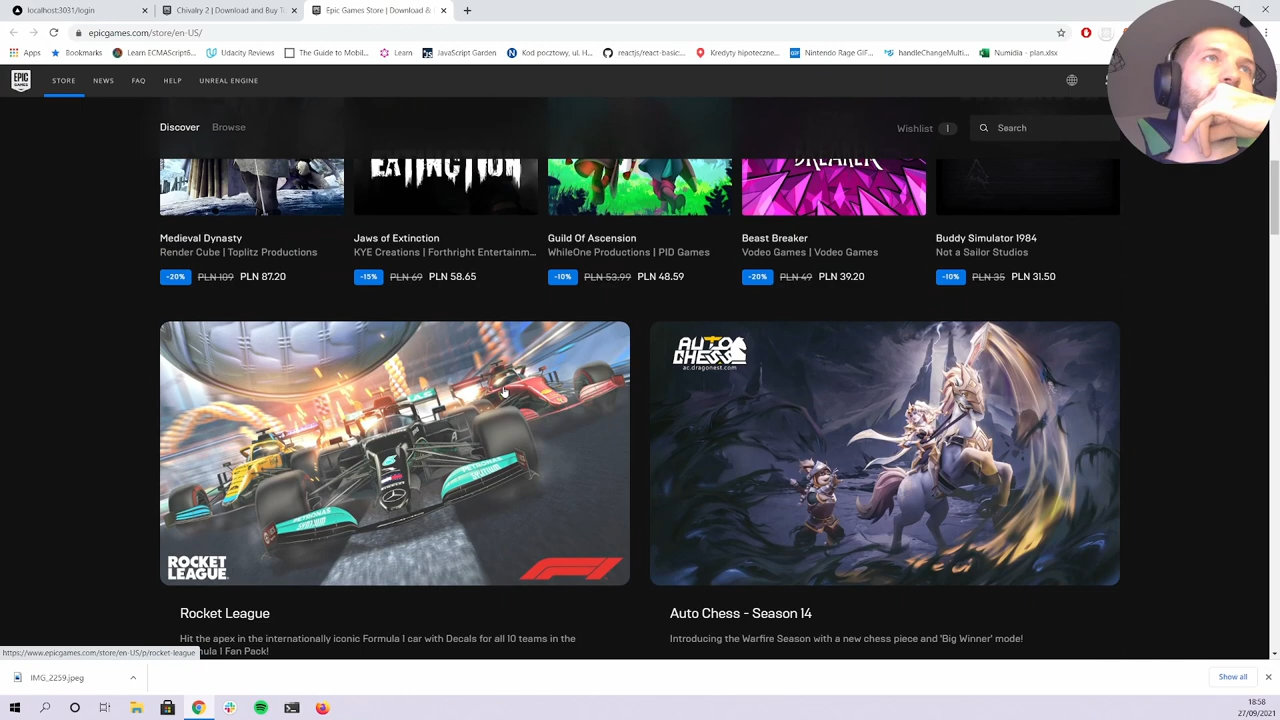 localhost:3031/login
Chivalry 2 | Download and Buy T
Epic Games Store | Download &
epicgames.com/store/en-US/
Apps
Bookmarks
Learn ECMAScript6...
Udacity Reviews
The Guide to Mobil...
Learn
JavaScript Garden
Kod pocztowy, ul. H...
reactjs/react-basic...
Kredyty hipoteczne...
Nintendo Rage GIF...
handleChangeMulti...
Numidia - plan.xlsx
EPIC GAMES
STORE
NEWS
FAQ
HELP
UNREAL ENGINE
Discover
Browse
Wishlist 1
Search
EXTINCTION
BREAKER
Medieval Dynasty
Render Cube | Toplitz Productions
-20% PLN 109 PLN 87.20
Jaws of Extinction
KYE Creations | Forthright Entertainm...
-15% PLN 69 PLN 58.65
Guild Of Ascension
WhileOne Productions | PID Games
-10% PLN 53.99 PLN 48.59
Beast Breaker
Vodeo Games | Vodeo Games
-20% PLN 49 PLN 39.20
Buddy Simulator 1984
Not a Sailor Studios
-10% PLN 35 PLN 31.50
PETRONAS
PETRONAS
ROCKET
LEAGUE
AUTO
CHESS
ac.dragonest.com
Rocket League
Hit the apex in the internationally iconic Formula 1 car with Decals for all 10 teams in the
mula 1 Fan Pack!
Auto Chess - Season 14
Introducing the Warfire Season with a new chess piece and 'Big Winner' mode!
https://www.epicgames.com/store/en-US/p/rocket-league
IMG_2259.jpeg
Show all
18:58
27/09/2021